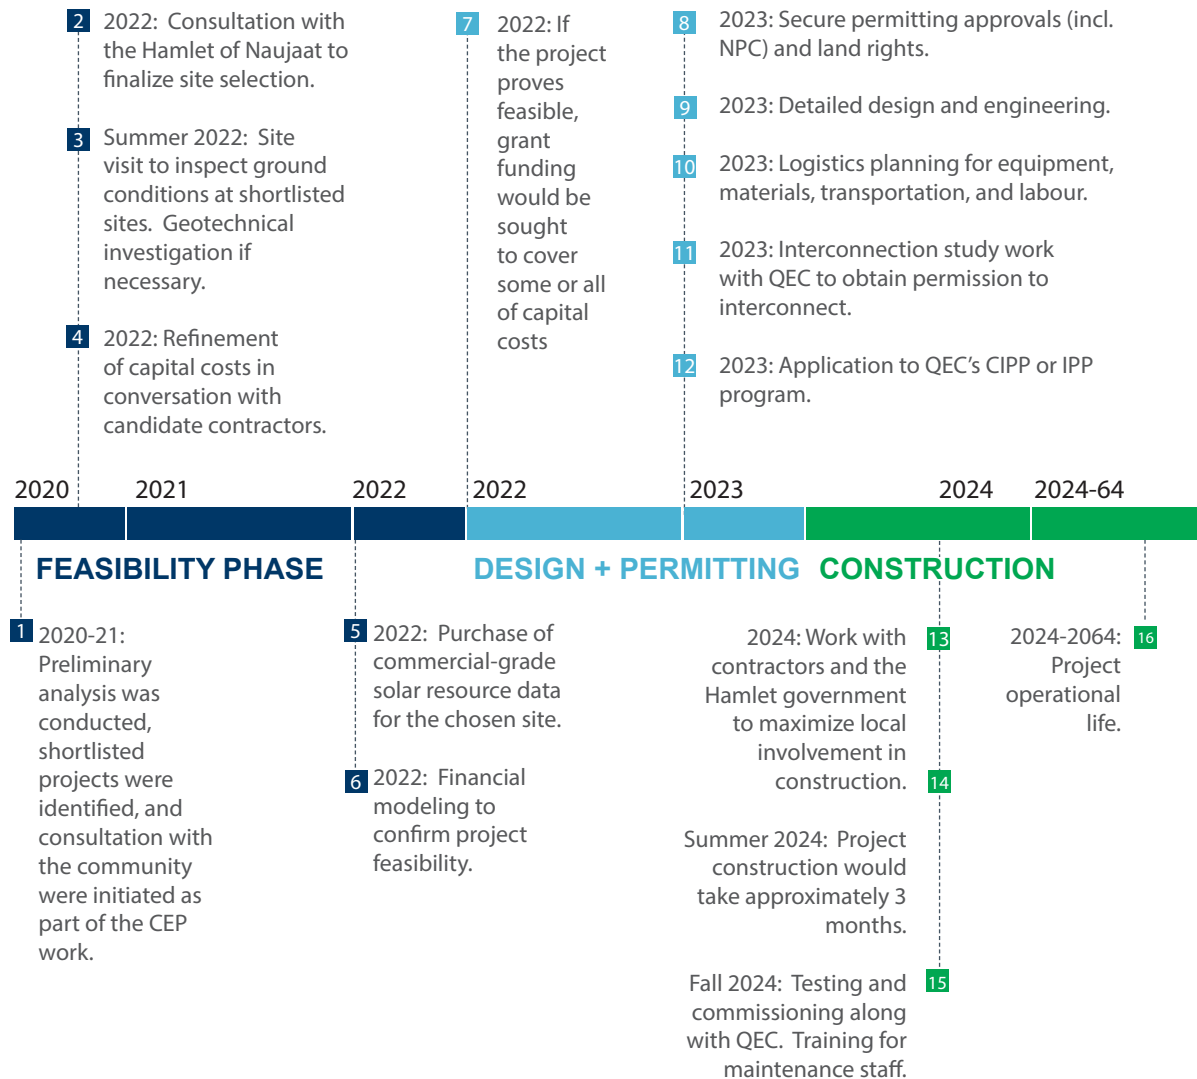 2
2022: Consultation with
the Hamlet of Naujaat to
finalize site selection.
3
Summer 2022: Site
visit to inspect ground
conditions at shortlisted
sites. Geotechnical
investigation if
necessary.
4
2022: Refinement
of capital costs in
conversation with
candidate contractors.
7
2022: If
the project
proves
feasible,
grant
funding
would be
sought
to cover
some or all
of capital
costs
8
2023: Secure permitting approvals (incl.
NPC) and land rights.
9
2023: Detailed design and engineering.
10
2023: Logistics planning for equipment,
materials, transportation, and labour.
11
2023: Interconnection study work
with QEC to obtain permission to
interconnect.
12
2023: Application to QEC’s CIPP or IPP
program.
2020 2021 2022 2022 2023 2024 2024-64
FEASIBILITY PHASE DESIGN + PERMITTING CONSTRUCTION
1
2020-21:
Preliminary
analysis was
conducted,
shortlisted
projects were
identified, and
consultation with
the community
were initiated as
part of the CEP
work.
5
2022: Purchase of
commercial-grade
solar resource data
for the chosen site.
6
2022: Financial
modeling to
confirm project
feasibility.
13
2024: Work with
contractors and the
Hamlet government
to maximize local
involvement in
construction.
14
Summer 2024: Project
construction would
take approximately 3
months.
15
Fall 2024: Testing and
commissioning along
with QEC. Training for
maintenance staff.
16
2024-2064:
Project
operational
life.